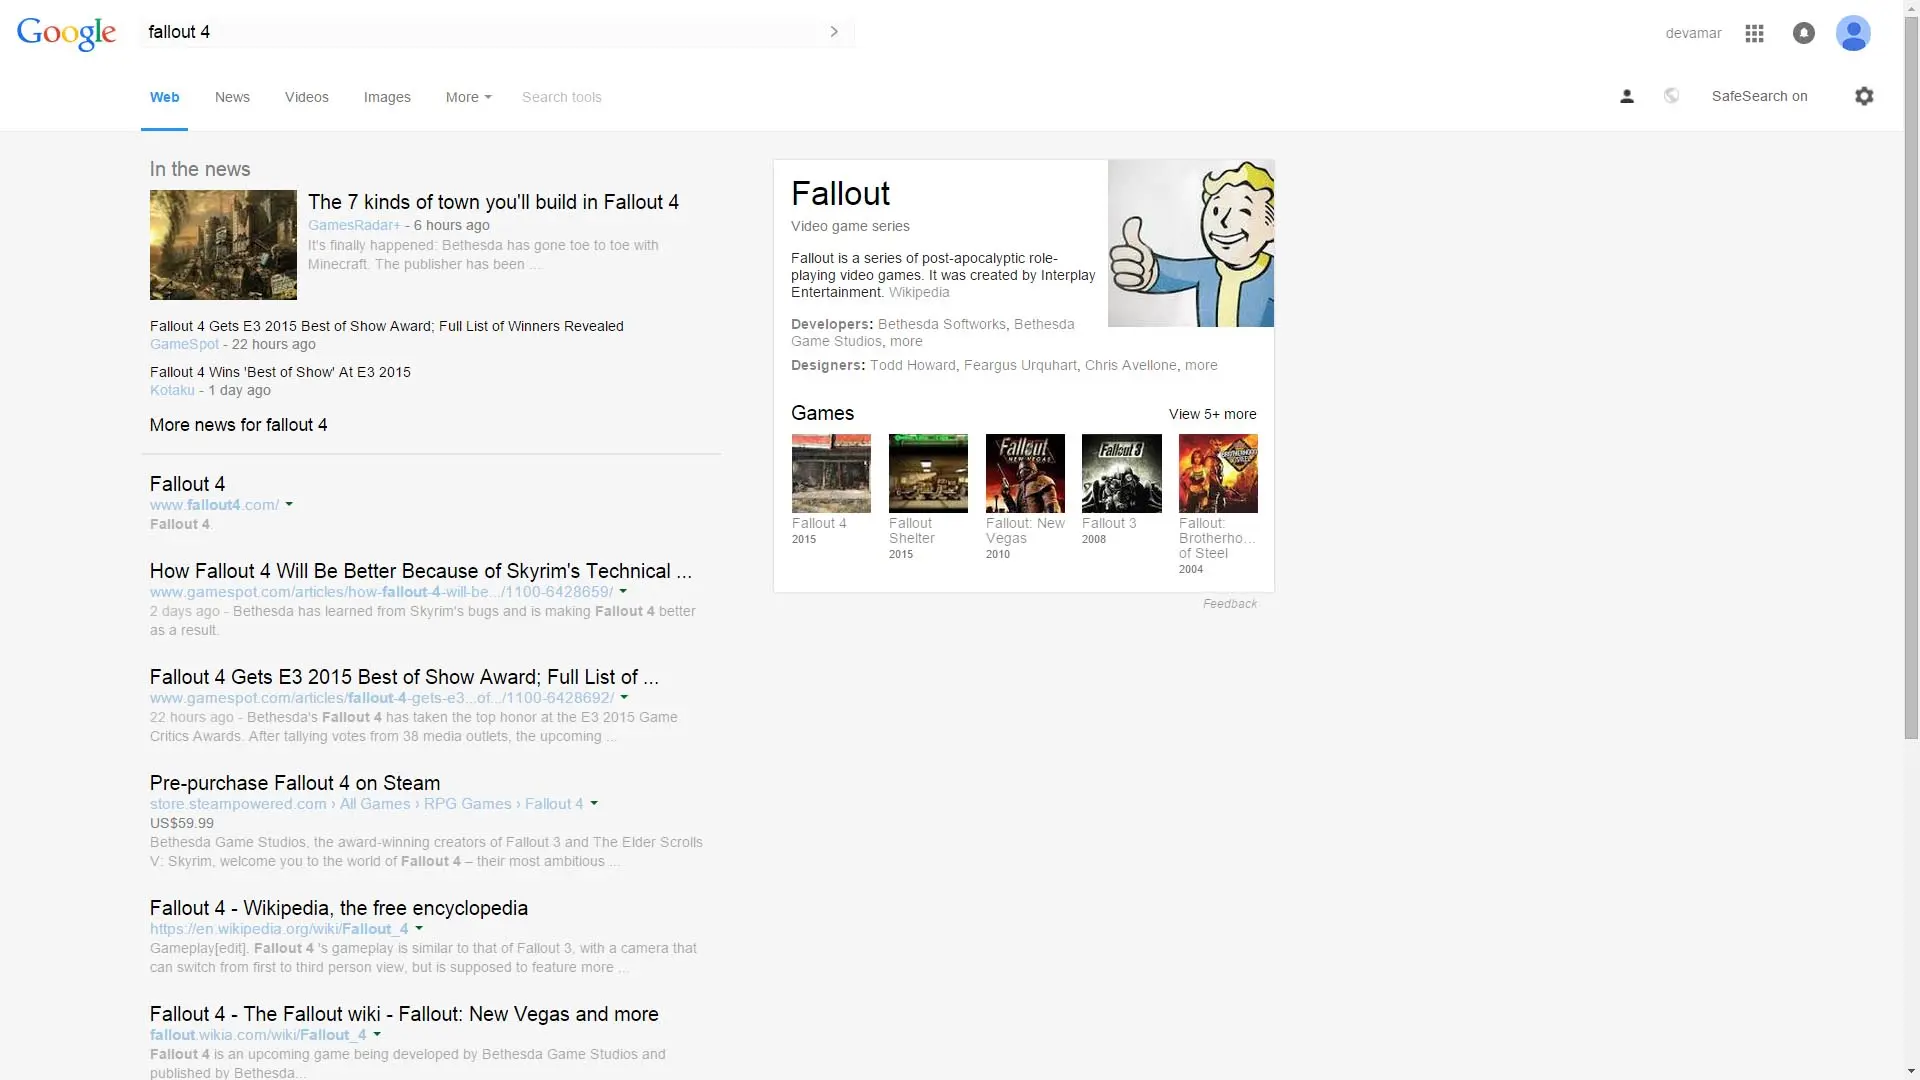 Google
fallout 4
devamar
Web
News
Videos
Images
More
Search tools
SafeSearch on
In the news
The 7 kinds of town you'll build in Fallout 4
GamesRadar+ - 6 hours ago
It's finally happened: Bethesda has gone toe to toe with
Minecraft. The publisher has been ...
Fallout 4 Gets E3 2015 Best of Show Award; Full List of Winners Revealed
GameSpot - 22 hours ago
Fallout 4 Wins 'Best of Show' At E3 2015
Kotaku - 1 day ago
More news for fallout 4
Fallout 4
www.fallout4.com/
Fallout 4.
How Fallout 4 Will Be Better Because of Skyrim's Technical ...
www.gamespot.com/articles/how-fallout-4-will-be.../1100-6428659/
2 days ago - Bethesda has learned from Skyrim's bugs and is making Fallout 4 better
as a result.
Fallout 4 Gets E3 2015 Best of Show Award; Full List of ...
www.gamespot.com/articles/fallout-4-gets-e3...of.../1100-6428692/
22 hours ago - Bethesda's Fallout 4 has taken the top honor at the E3 2015 Game
Critics Awards. After tallying votes from 38 media outlets, the upcoming ...
Pre-purchase Fallout 4 on Steam
store.steampowered.com › All Games › RPG Games › Fallout 4
US$59.99
Bethesda Game Studios, the award-winning creators of Fallout 3 and The Elder Scrolls
V: Skyrim, welcome you to the world of Fallout 4 – their most ambitious ...
Fallout 4 - Wikipedia, the free encyclopedia
https://en.wikipedia.org/wiki/Fallout_4
Gameplay[edit]. Fallout 4 's gameplay is similar to that of Fallout 3, with a camera that
can switch from first to third person view, but is supposed to feature more ...
Fallout 4 - The Fallout wiki - Fallout: New Vegas and more
fallout.wikia.com/wiki/Fallout_4
Fallout 4 is an upcoming game being developed by Bethesda Game Studios and
published by Bethesda...
Fallout
Video game series
Fallout is a series of post-apocalyptic role-
playing video games. It was created by Interplay
Entertainment. Wikipedia
Developers: Bethesda Softworks, Bethesda
Game Studios, more
Designers: Todd Howard, Feargus Urquhart, Chris Avellone, more
Games
View 5+ more
Fallout
NEW VEGAS
Fallout 3
BROTHERHOOD
STEEL
Fallout 4
2015
Fallout
Shelter
2015
Fallout: New
Vegas
2010
Fallout 3
2008
Fallout:
Brotherho...
of Steel
2004
Feedback